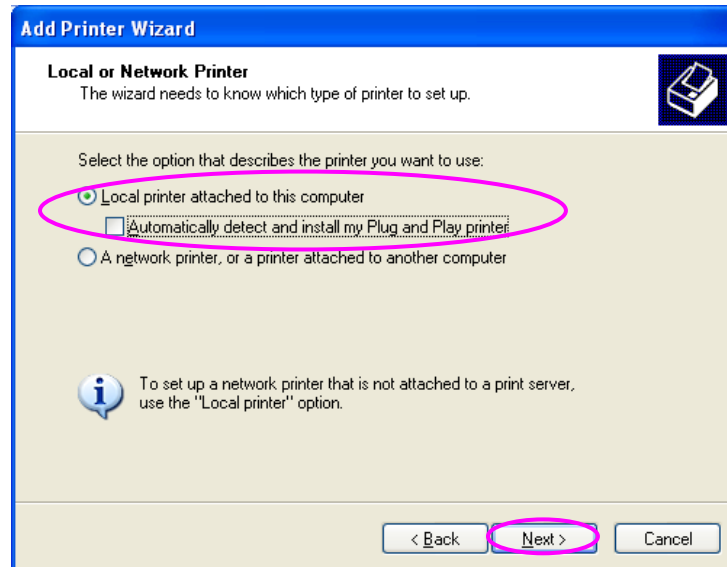 Add Printer Wizard
Local or Network Printer
The wizard needs to know which type of printer to set up.
Select the option that describes the printer you want to use:
Local printer attached to this computer
Automatically detect and install my Plug and Play printer
A network printer, or a printer attached to another computer
To set up a network printer that is not attached to a print server,
use the "Local printer" option.
< Back Next > Cancel